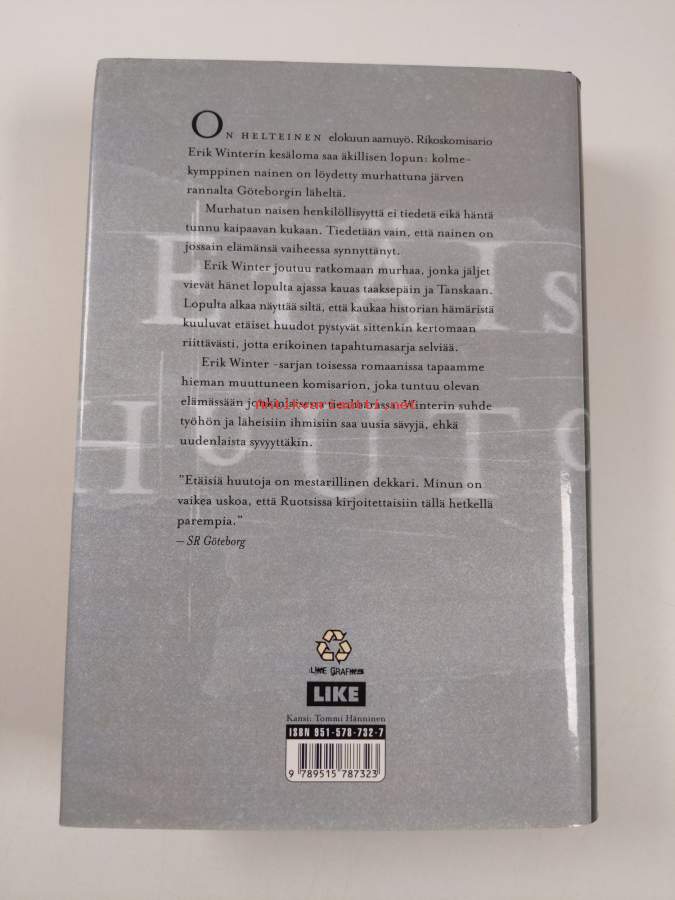 ON HELTEINEN elokuun aamuyö. Rikoskomisario
Erik Winterin kesäloma saa äkillisen lopun: kolme-
kymppinen nainen on löydetty murhattuna järven
rannalta Göteborgin läheltä.
Murhatun naisen henkilöllisyyttä ei tiedetä eikä häntä
tunnu kaipaavan kukaan. Tiedetään vain, että nainen on
jossain elämänsä vaiheessa synnyttänyt.
Erik Winter joutuu ratkomaan murhaa, jonka jäljet
vievät hänet lopulta ajassa kauas taaksepäin ja Tanskaan.
Lopulta alkaa näyttää siltä, että kaukaa historian hämäristä
kuuluvat etäiset huudot pystyvät sittenkin kertomaan
riittävästi, jotta erikoinen tapahtumasarja selviää.
Erik Winter -sarjan toisessa romaanissa tapaamme
hieman muuttuneen komisarion, joka tuntuu olevan
elämässään jonkinlaisessa tienhaarassa. Winterin suhde
työhön ja läheisiin ihmisiin saa uusia sävyjä, ehkä
uudenlaista syvyyttäkin.
"Etäisiä huutoja on mestarillinen dekkari. Minun on
vaikea uskoa, että Ruotsissa kirjoitettaisiin tällä hetkellä
parempia."
– SR Göteborg
LIKE
Kansi: Tommi Hänninen
ISBN 951-578-732-7
9 789515 787323